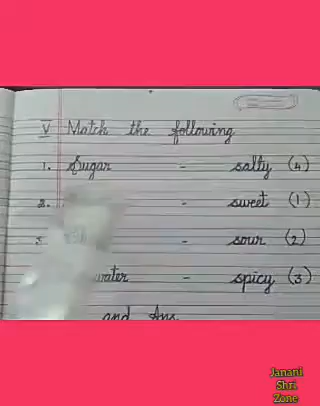 V Match the following
1. Sugar - salty (4)
2. - sweet (1)
3. - sour (2)
water - spicy (3)
and Ans
Janani
Shri
Zone